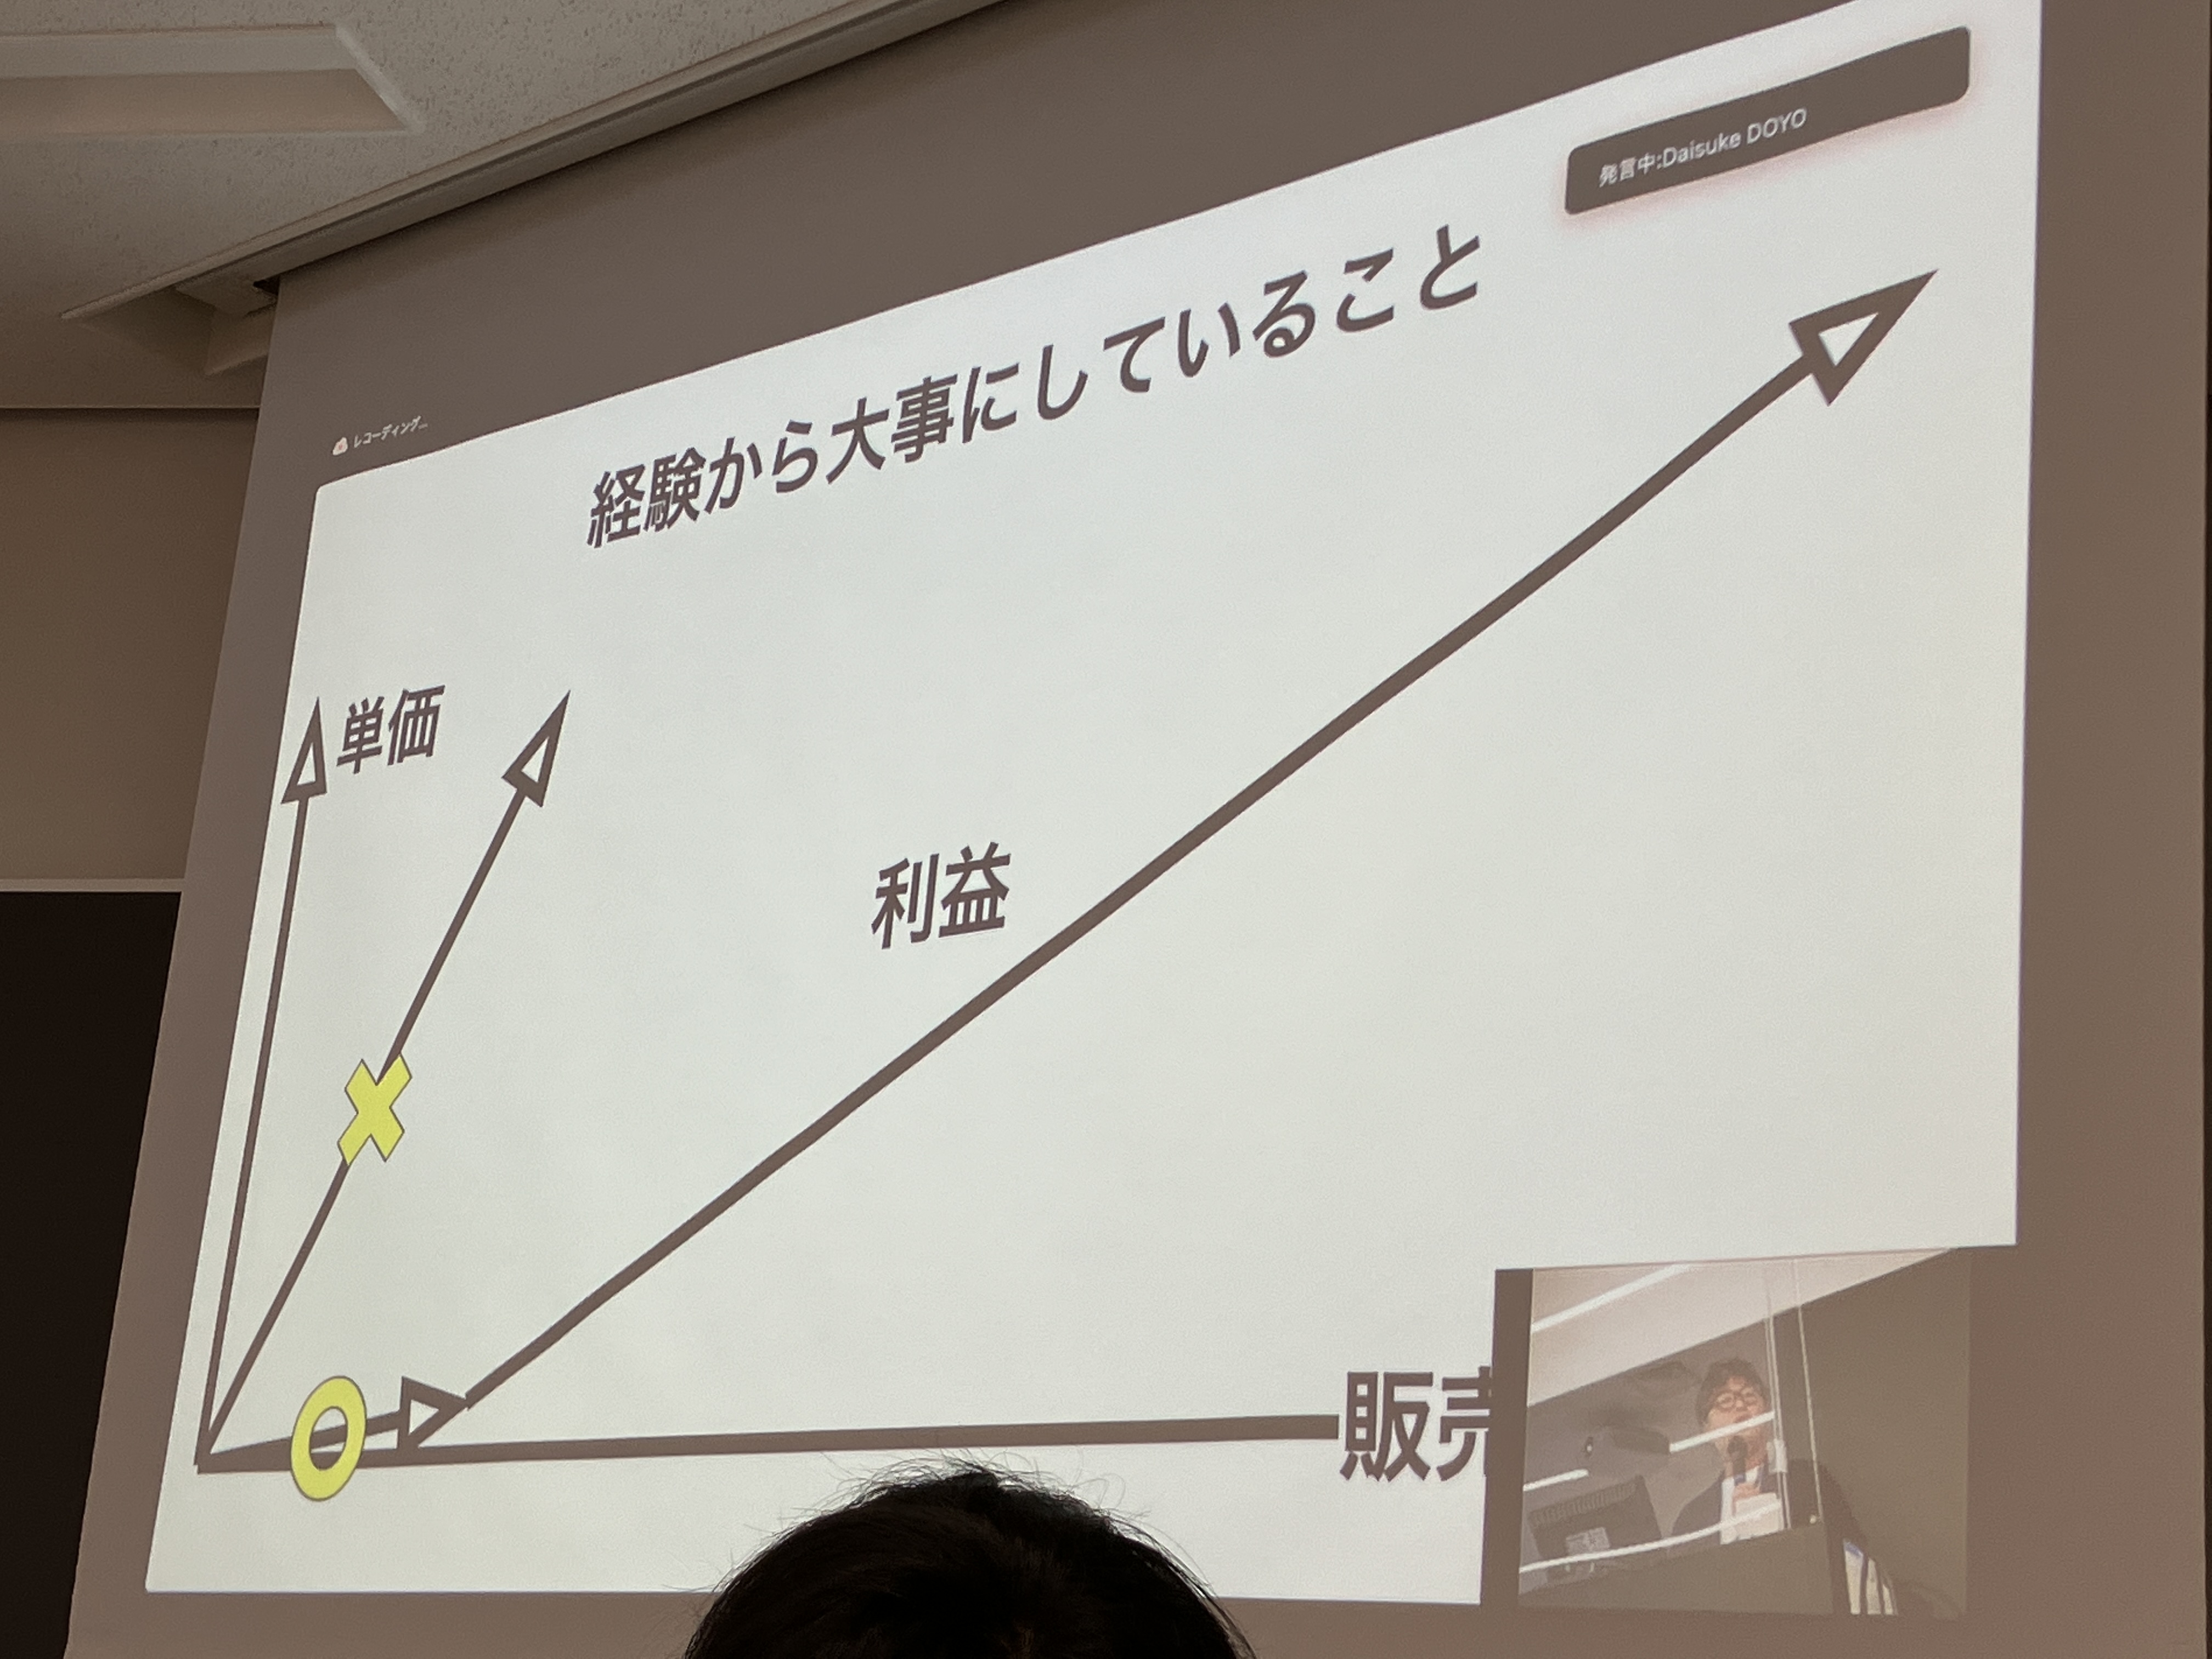 発言中:Daisuke DOYO
レコーディング...
経験から大事にしていること
単価
利益
販売